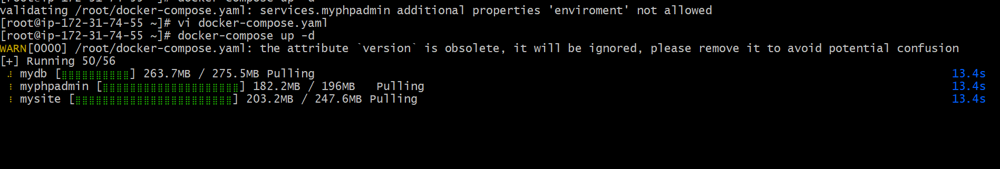 validating /root/docker-compose.yaml: services.myphpadmin additional properties 'enviroment' not allowed
[root@ip-172-31-74-55 ~]# vi docker-compose.yaml
[root@ip-172-31-74-55 ~]# docker-compose up -d
WARN[0000] /root/docker-compose.yaml: the attribute `version` is obsolete, it will be ignored, please remove it to avoid potential confusion
[+] Running 50/56
mydb [⣿⣿⣿⣿⣿⣿⣿⣿⣿⣿] 263.7MB / 275.5MB Pulling 13.4s
myphpadmin [⣿⣿⣿⣿⣿⣿⣿⣿⣿⣿⣿⣿⣿⣿⣿⣿⣿⣿⣿⣿] 182.2MB / 196MB Pulling 13.4s
mysite [⣿⣿⣿⣿⣿⣿⣿⣿⣿⣿⣿⣿⣿⣿⣿⣿⣿⣿⣿⣿⣿⣿⣿] 203.2MB / 247.6MB Pulling 13.4s